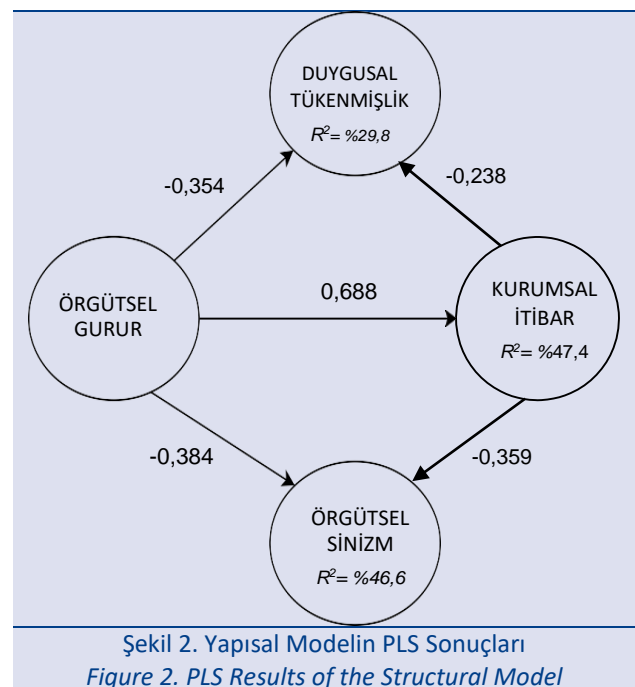 DUYGUSAL
TÜKENMİŞLİK
R²= %29,8
-0,354
-0,238
ÖRGÜTSEL
GURUR
0,688
KURUMSAL
İTİBAR
R²= %47,4
-0,384
-0,359
ÖRGÜTSEL
SİNİZM
R²= %46,6
Şekil 2. Yapısal Modelin PLS Sonuçları
Figure 2. PLS Results of the Structural Model